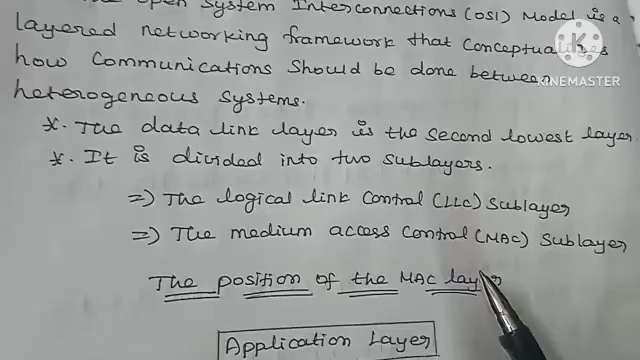 The Open System Interconnections (OSI) Model is a
layered networking framework that Conceptualizes
how Communications Should be done between
heterogeneous Systems.
*. The data link layer is the second lowest layer.
*. It is divided into two sublayers.
=) The logical link Control (LLC) Sublayer
=) The medium access Control (MAC) Sublayer
The position of the MAC layer
Application Layer
KINEMASTER